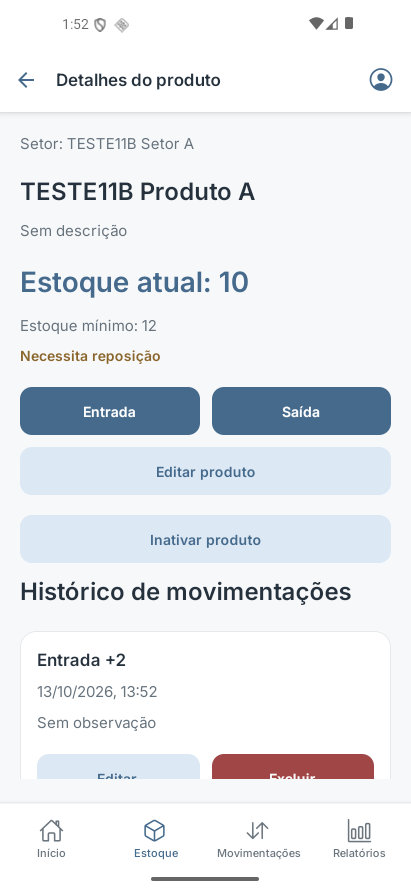 1:52
Detalhes do produto
Setor: TESTE11B Setor A
TESTE11B Produto A
Sem descrição
Estoque atual: 10
Estoque mínimo: 12
Necessita reposição
Entrada
Saída
Editar produto
Inativar produto
Histórico de movimentações
Entrada +2
13/10/2026, 13:52
Sem observação
Editar
Excluir
Início
Estoque
Movimentações
Relatórios